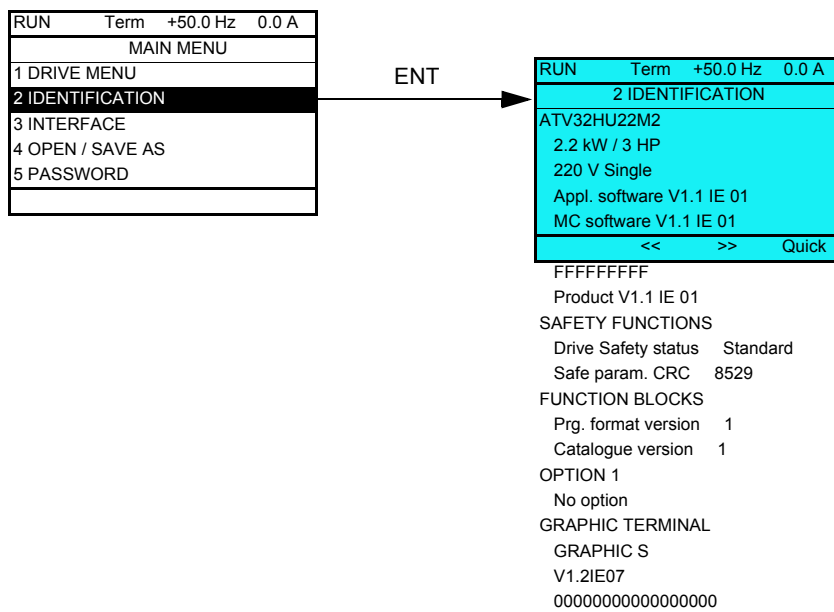 RUN Term +50.0 Hz 0.0 A
MAIN MENU
1 DRIVE MENU
2 IDENTIFICATION
3 INTERFACE
4 OPEN / SAVE AS
5 PASSWORD
ENT
RUN Term +50.0 Hz 0.0 A
2 IDENTIFICATION
ATV32HU22M2
2.2 kW / 3 HP
220 V Single
Appl. software V1.1 IE 01
MC software V1.1 IE 01
<< >> Quick
FFFFFFFFF
Product V1.1 IE 01
SAFETY FUNCTIONS
Drive Safety status Standard
Safe param. CRC 8529
FUNCTION BLOCKS
Prg. format version 1
Catalogue version 1
OPTION 1
No option
GRAPHIC TERMINAL
GRAPHIC S
V1.2IE07
00000000000000000